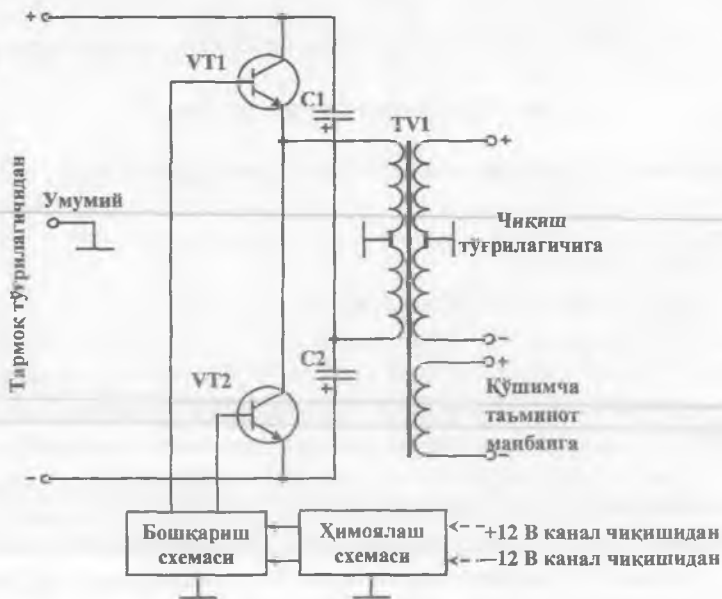 +
VT1
C1
+
TV1
+
Тармоқ тўғрилагичидан
Умумий
Чиқиш
тўғрилагичига
−
C2
+
VT2
+
Қўшимча
таъминот
манбаига
−
−
Бошқариш
схемаси
Ҳимоялаш
схемаси
+12 В канал чиқишидан
−12 В канал чиқишидан